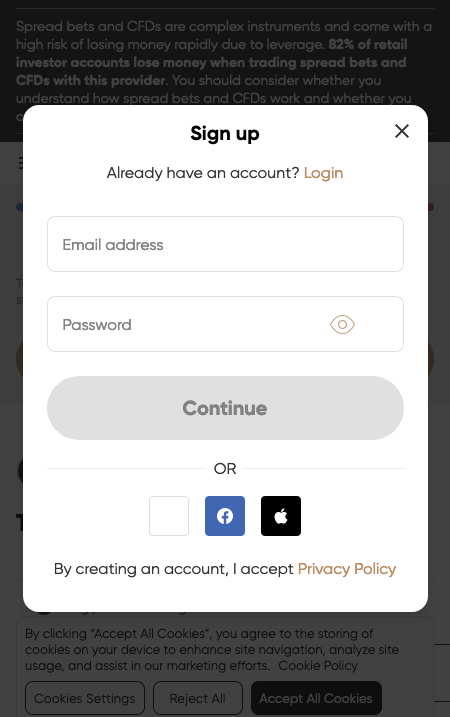 Spread bets and CFDs are complex instruments and come with a
high risk of losing money rapidly due to leverage. 82% of retail
investor accounts lose money when trading spread bets and
CFDs with this provider. You should consider whether you
understand how spread bets and CFDs work and whether you
Sign up
Already have an account? Login
Email address
Password
Continue
OR
By creating an account, I accept Privacy Policy
By clicking "Accept All Cookies", you agree to the storing of
cookies on your device to enhance site navigation, analyze site
usage, and assist in our marketing efforts. Cookie Policy
Cookies Settings Reject All Accept All Cookies